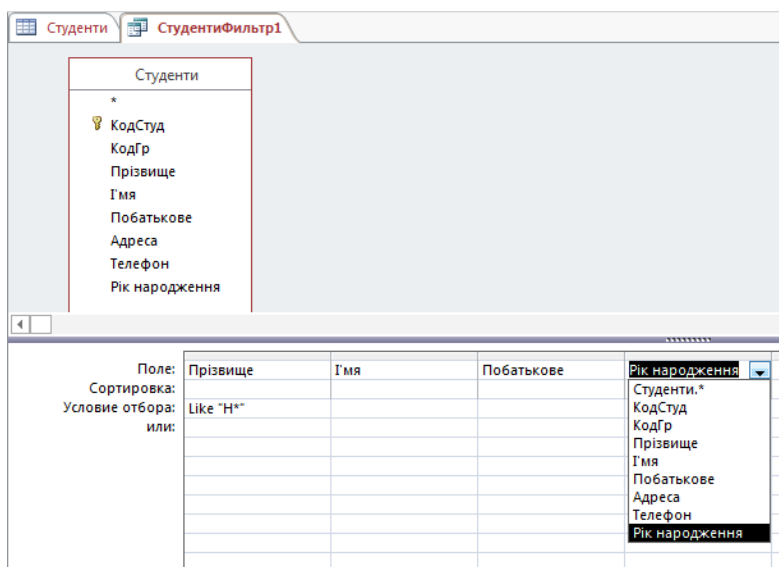 Студенти СтудентиФильтр1
Студенти
*
КодСтуд
КодГр
Прізвище
І'мя
Побатькове
Адреса
Телефон
Рік народження
Поле: Прізвище І'мя Побатькове Рік народження
Сортировка:
Условие отбора: Like "Н*"
или:
Студенти.*
КодСтуд
КодГр
Прізвище
І'мя
Побатькове
Адреса
Телефон
Рік народження